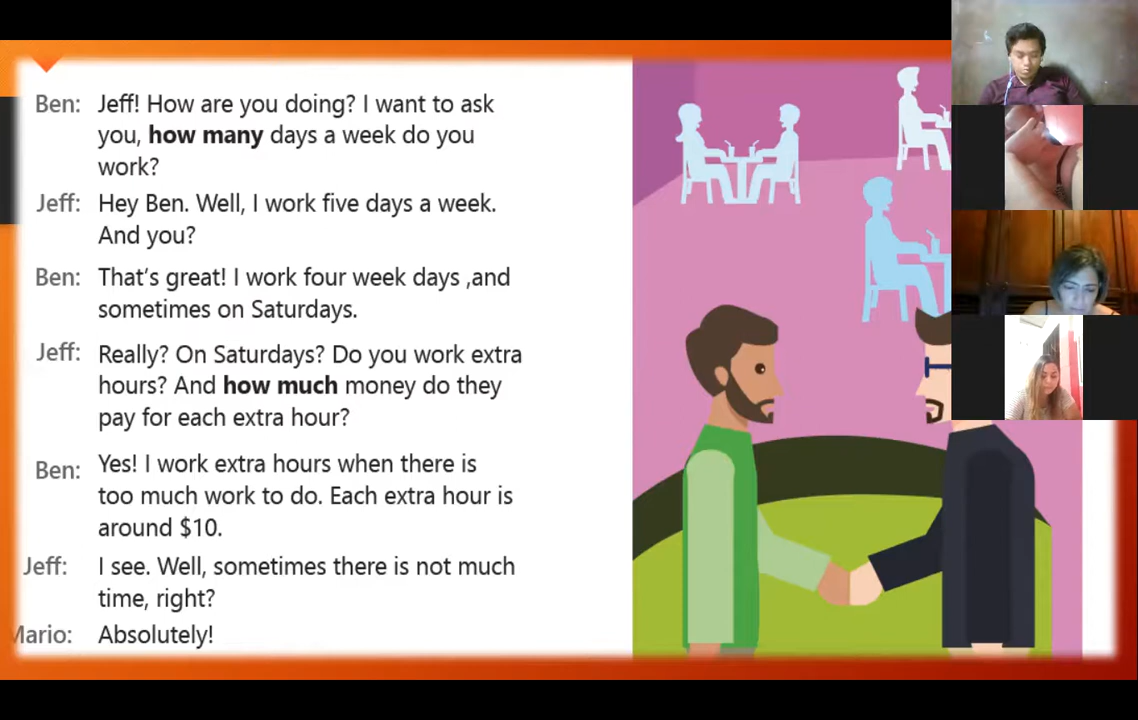 Ben: Jeff! How are you doing? I want to ask
you, how many days a week do you
work?
Jeff: Hey Ben. Well, I work five days a week.
And you?
Ben: That's great! I work four week days ,and
sometimes on Saturdays.
Jeff: Really? On Saturdays? Do you work extra
hours? And how much money do they
pay for each extra hour?
Ben: Yes! I work extra hours when there is
too much work to do. Each extra hour is
around $10.
Jeff: I see. Well, sometimes there is not much
time, right?
Mario: Absolutely!